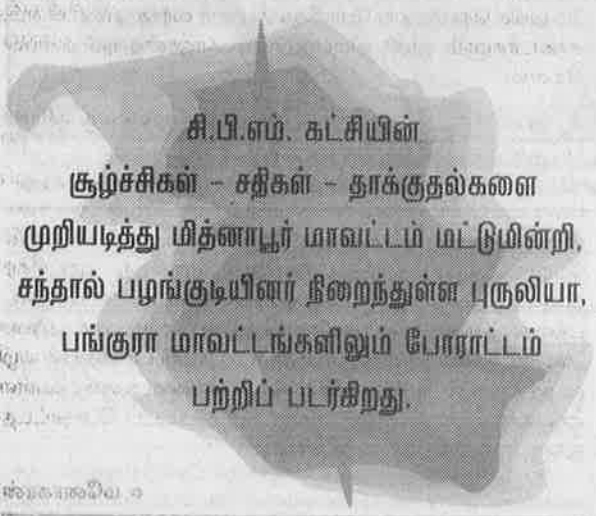 சி.பி.எம். கட்சியின்
சூழ்ச்சிகள் – சதிகள் – தாக்குதல்களை
முறியடித்து மித்னாபூர் மாவட்டம் மட்டுமின்றி,
சந்தால் பழங்குடியினர் நிறைந்துள்ள புருலியா,
பங்குரா மாவட்டங்களிலும் போராட்டம்
பற்றிப் படர்கிறது.